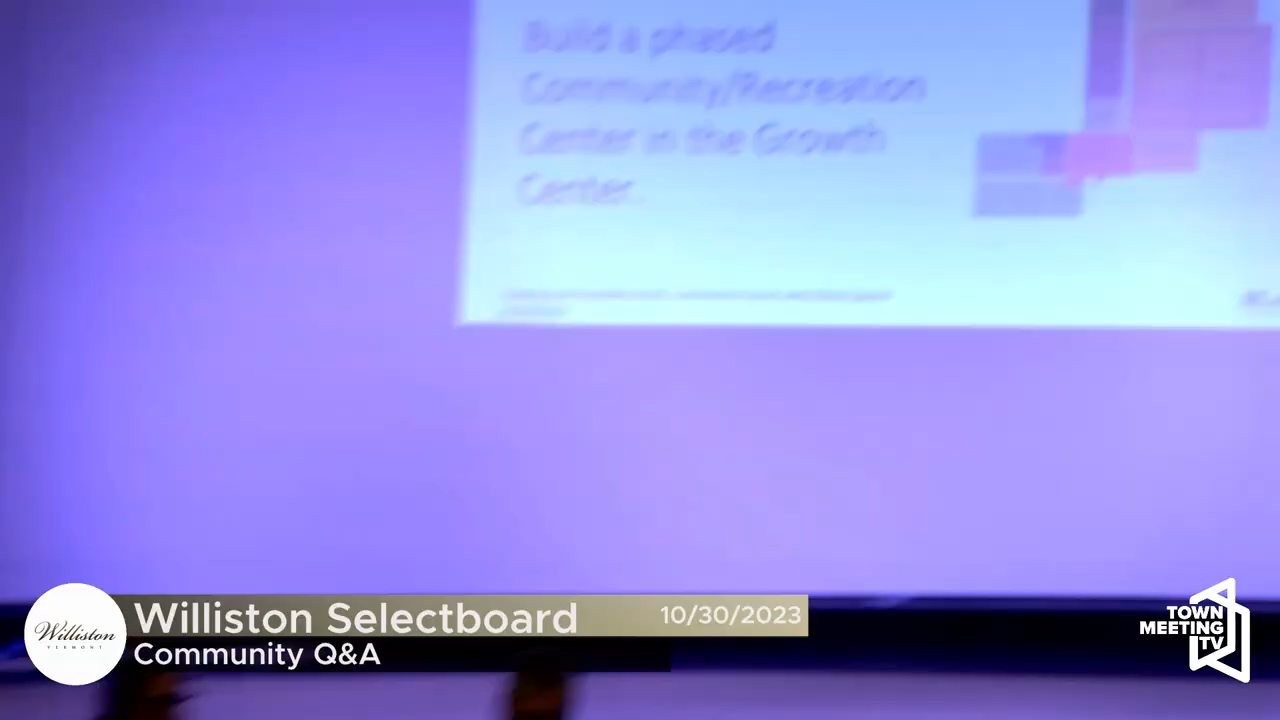 Build a phased
Community/Recreation
Center in the Growth
Center.
Williston Selectboard
10/30/2023
Community Q&A
Williston
VERMONT
TOWN
MEETING
TV